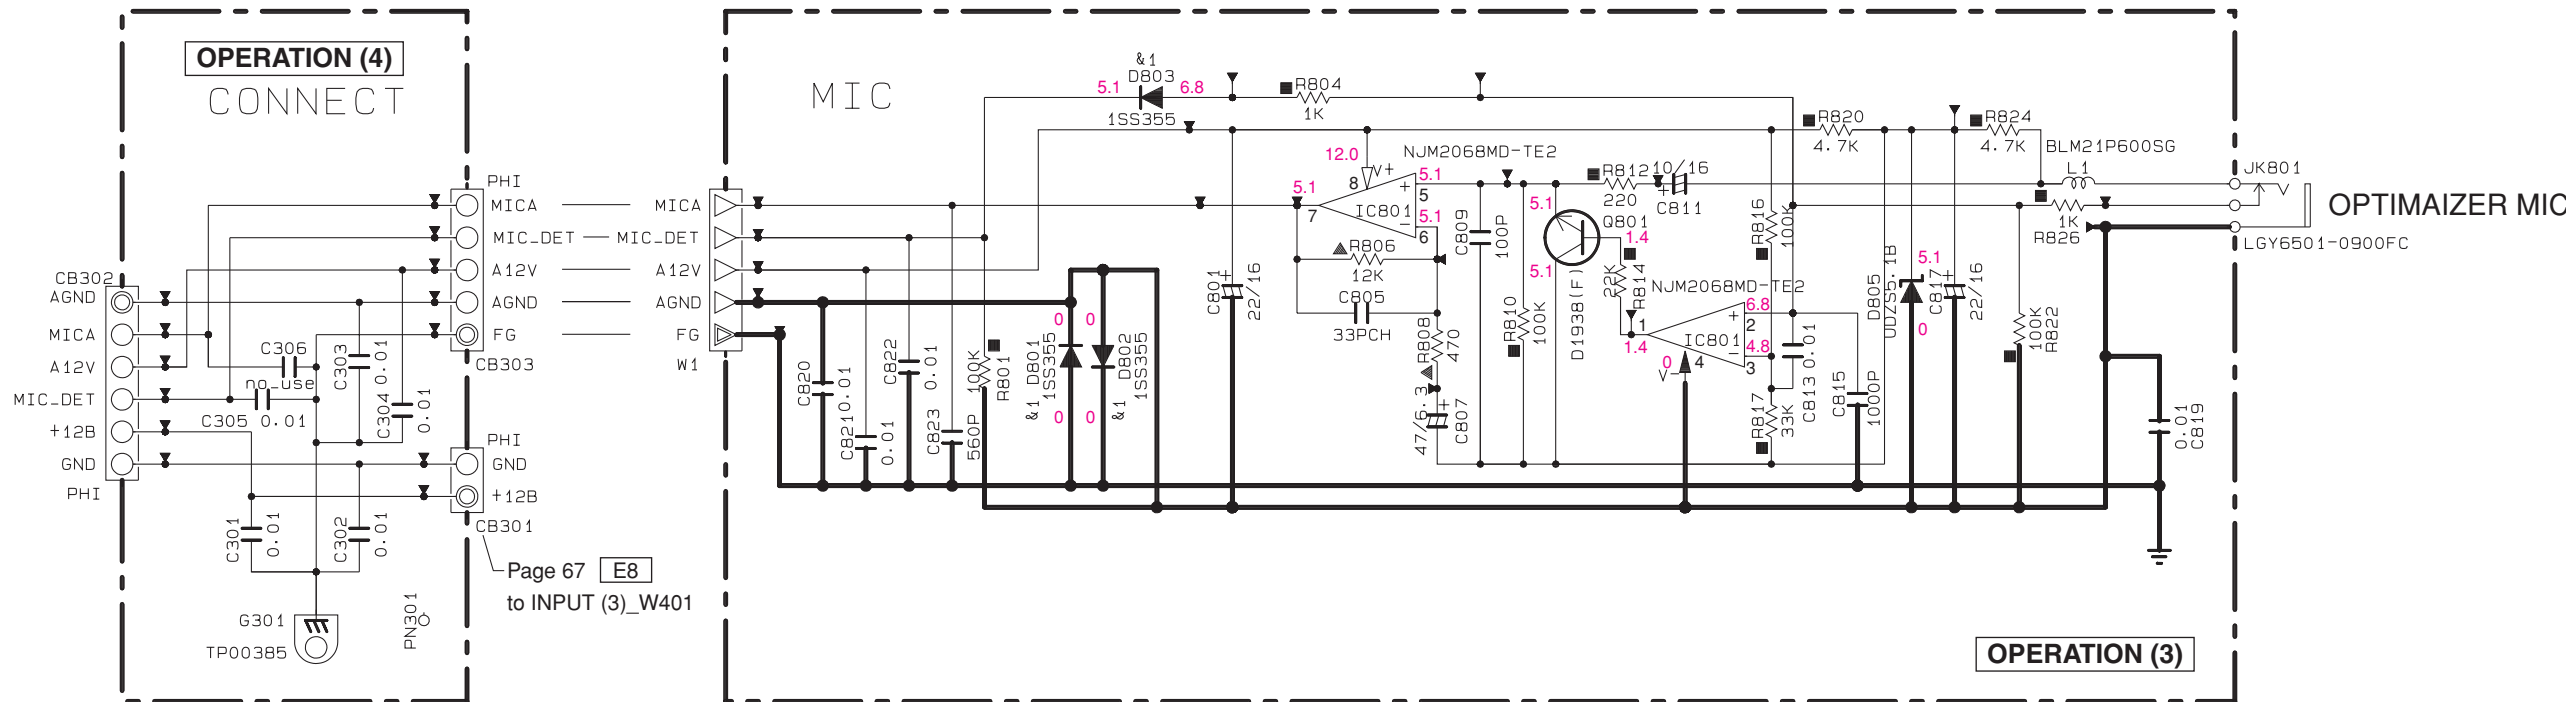 OPERATION (4)
CONNECT
PHI
MICA
MIC_DET
A12V
AGND
FG
CB303
CB302
AGND
MICA
A12V
MIC_DET
+12B
GND
PHI
C306
no_use
C305 0.01
C303 0.01
C304 0.01
PHI
GND
+12B
CB301
C301 0.01
C302 0.01
G301
TP00385
PN301
Page 67 E8
to INPUT (3)_W401
MIC
MICA
MIC_DET
A12V
AGND
FG
W1
&1
D803
5.1
6.8
1SS355
R804
1K
C820
0.01
C821
0.01
C822
0.01
C823
560P
100K
R801
0
0
&1 D801
1SS355
&1 D802
1SS355
0
0
C801
22/16
12.0
V+
8
NJM2068MD-TE2
5.1
7
5.1
5
IC801
5.1
6
R806
12K
C805
33PCH
R808
470
47/6.3
C807
C809
100P
R810
100K
R812
220
10/16
C811
5.1
Q801
1.4
5.1
D1938(F)
22K
R814
NJM2068MD-TE2
1
1.4
6.8
2
IC801
4.8
3
0
V-
4
R816
100K
R817
33K
C813 0.01
C815
1000P
R820
4.7K
D805
UDZS5.1B
5.1
0
C817
22/16
R824
4.7K
BLM21P600SG
L1
1K
R826
100K
R822
JK801
LGY6501-0900FC
OPTIMAIZER MIC
0.01
C819
OPERATION (3)